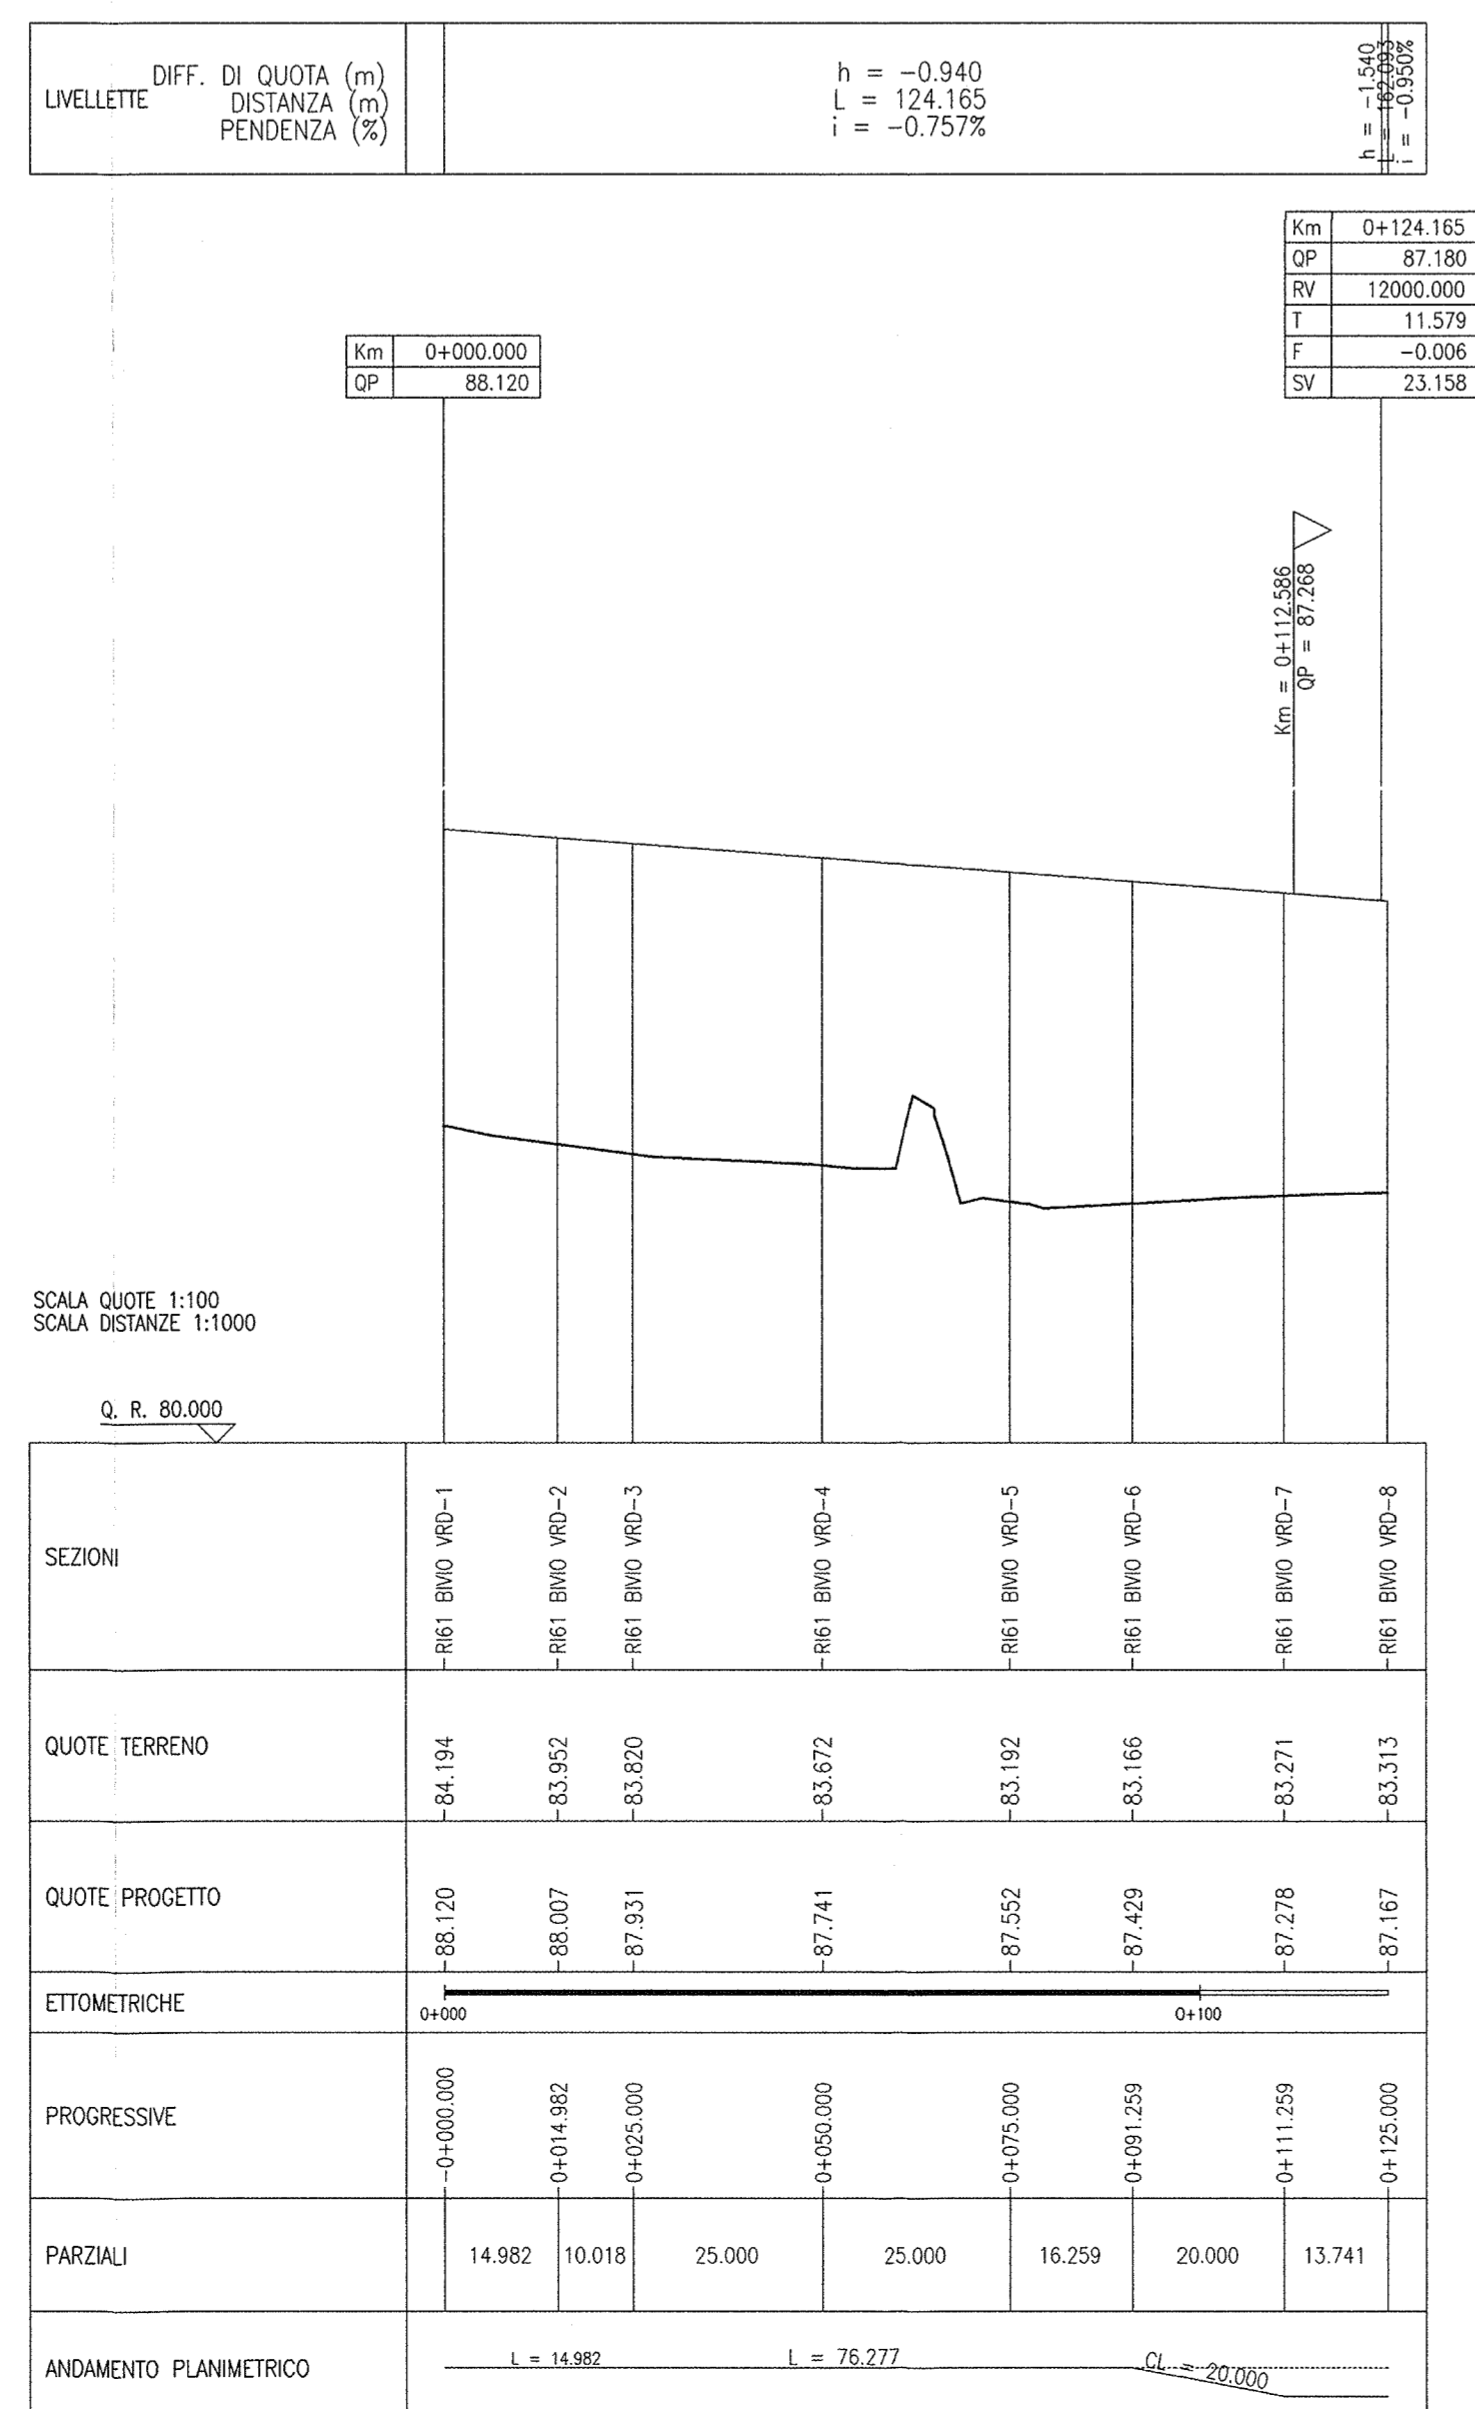 LIVELLETTE
DIFF. DI QUOTA (m)
DISTANZA (m)
PENDENZA (%)
h = -0.940
L = 124.165
i = -0.757%
h = -1.540
L = 162.093
i = -0.950%
Km 0+000.000
QP 88.120
Km 0+124.165
QP 87.180
RV 12000.000
T 11.579
F -0.006
SV 23.158
Km = 0+112.586
QP = 87.268
SCALA QUOTE 1:100
SCALA DISTANZE 1:1000
Q. R. 80.000
SEZIONI
RI61 BIVIO VRD-1
RI61 BIVIO VRD-2
RI61 BIVIO VRD-3
RI61 BIVIO VRD-4
RI61 BIVIO VRD-5
RI61 BIVIO VRD-6
RI61 BIVIO VRD-7
RI61 BIVIO VRD-8
QUOTE TERRENO
84.194
83.952
83.820
83.672
83.192
83.166
83.271
83.313
QUOTE PROGETTO
88.120
88.007
87.931
87.741
87.552
87.429
87.278
87.167
ETTOMETRICHE
0+000
0+100
PROGRESSIVE
-0+000.000
0+014.982
0+025.000
0+050.000
0+075.000
0+091.259
0+111.259
0+125.000
PARZIALI
14.982
10.018
25.000
25.000
16.259
20.000
13.741
ANDAMENTO PLANIMETRICO
L = 14.982
L = 76.277
CL = 20.000